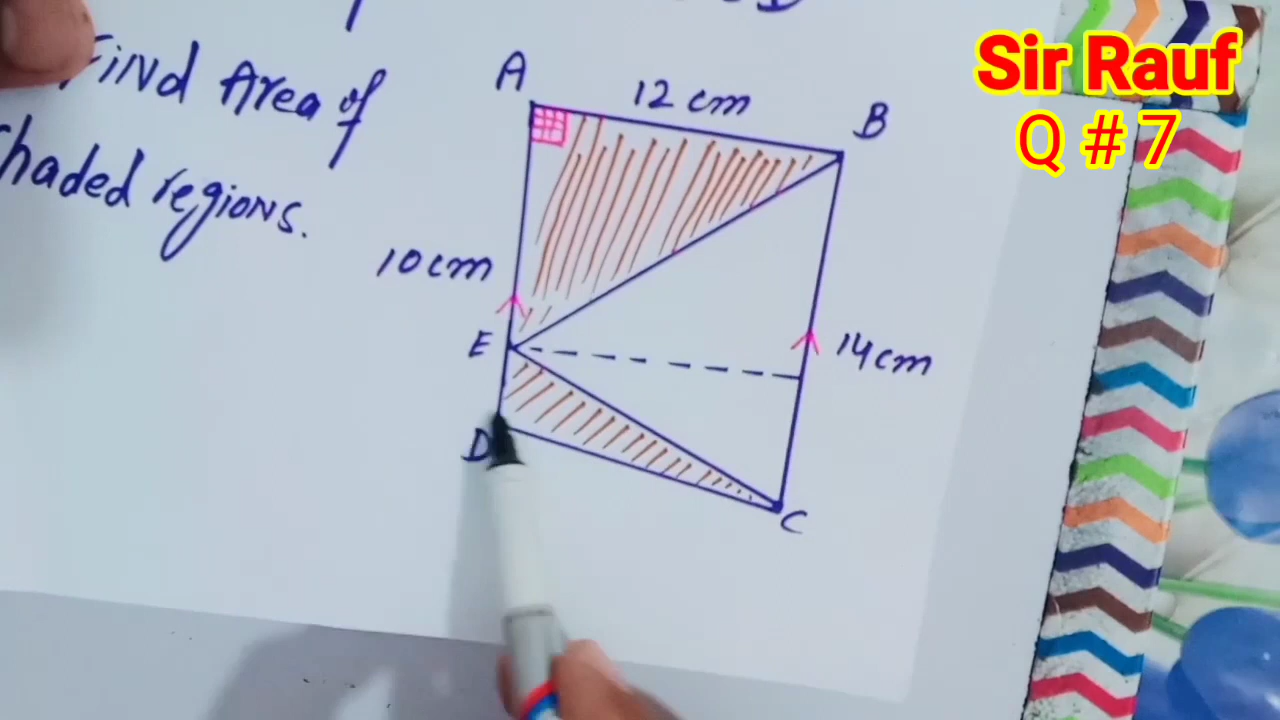 Find Area of
shaded regions.
A
12 cm
B
10cm
E
14cm
D
C
Sir Rauf
Q # 7